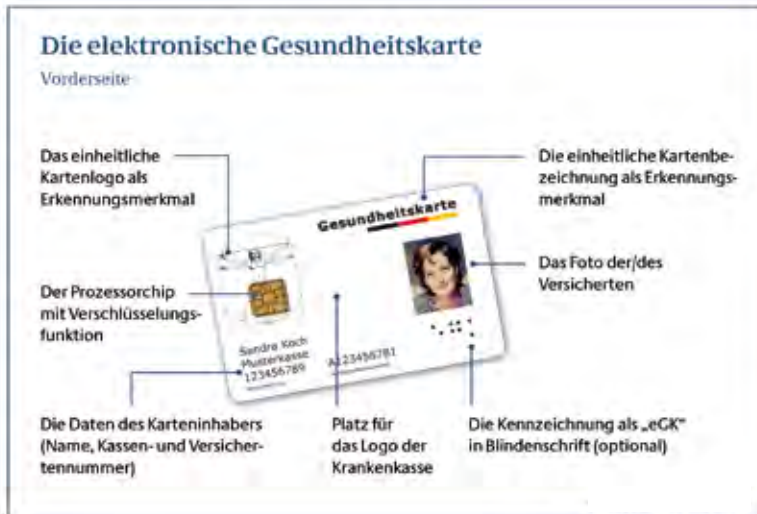 Die elektronische Gesundheitskarte
Vorderseite
Das einheitliche
Kartenlogo als
Erkennungsmerkmal
Die einheitliche Kartenbe-
zeichnung als Erkennungs-
merkmal
Gesundheitskarte
Der Prozessorchip
mit Verschlüsselungs-
funktion
Das Foto der/des
Versicherten
Sandra Koch
Musterkasse
123456789
A123456781
Die Daten des Karteninhabers
(Name, Kassen- und Versicher-
tennummer)
Platz für
das Logo der
Krankenkasse
Die Kennzeichnung als „eGK“
in Blindenschrift (optional)